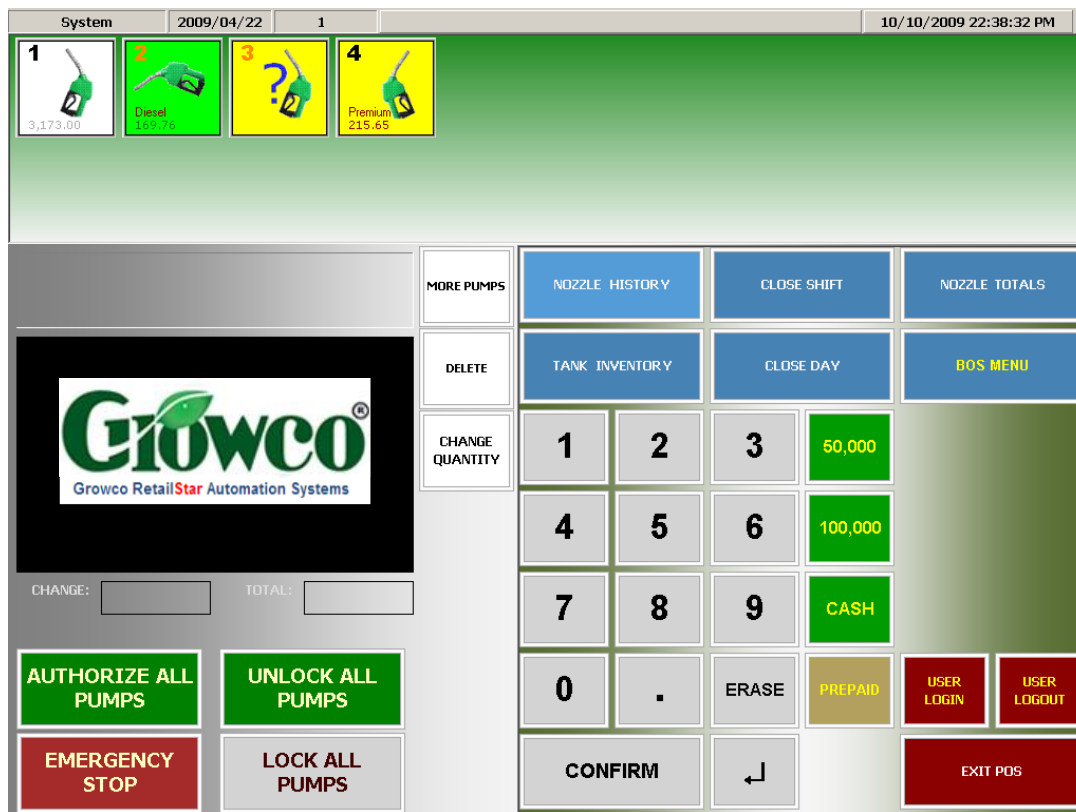 System 2009/04/22 1 10/10/2009 22:38:32 PM
1 2 3 4
?
Diesel Premium
3,173.00 169.76 215.65
MORE PUMPS NOZZLE HISTORY CLOSE SHIFT NOZZLE TOTALS
DELETE TANK INVENTORY CLOSE DAY BOS MENU
Growco®
Growco RetailStar Automation Systems
CHANGE
QUANTITY
1 2 3 50,000
4 5 6 100,000
CHANGE: TOTAL:
7 8 9 CASH
AUTHORIZE ALL
PUMPS
UNLOCK ALL
PUMPS
0 . ERASE PREPAID
USER
LOGIN
USER
LOGOUT
EMERGENCY
STOP
LOCK ALL
PUMPS
CONFIRM ↵ EXIT POS